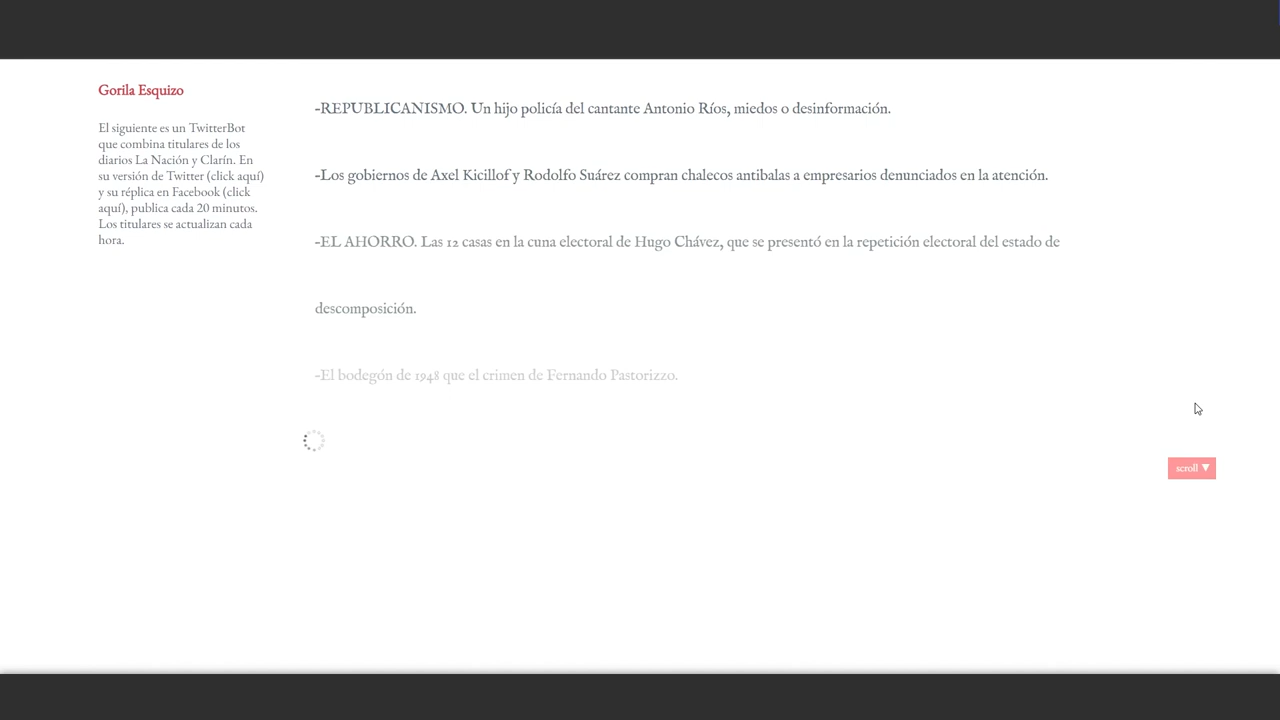 Gorila Esquizo
El siguiente es un TwitterBot
que combina titulares de los
diarios La Nación y Clarín. En
su versión de Twitter (click aquí)
y su réplica en Facebook (click
aquí), publica cada 20 minutos.
Los titulares se actualizan cada
hora.
-REPUBLICANISMO. Un hijo policía del cantante Antonio Ríos, miedos o desinformación.
-Los gobiernos de Axel Kicillof y Rodolfo Suárez compran chalecos antibalas a empresarios denunciados en la atención.
-EL AHORRO. Las 12 casas en la cuna electoral de Hugo Chávez, que se presentó en la repetición electoral del estado de
descomposición.
-El bodegón de 1948 que el crimen de Fernando Pastorizzo.
scroll ▼